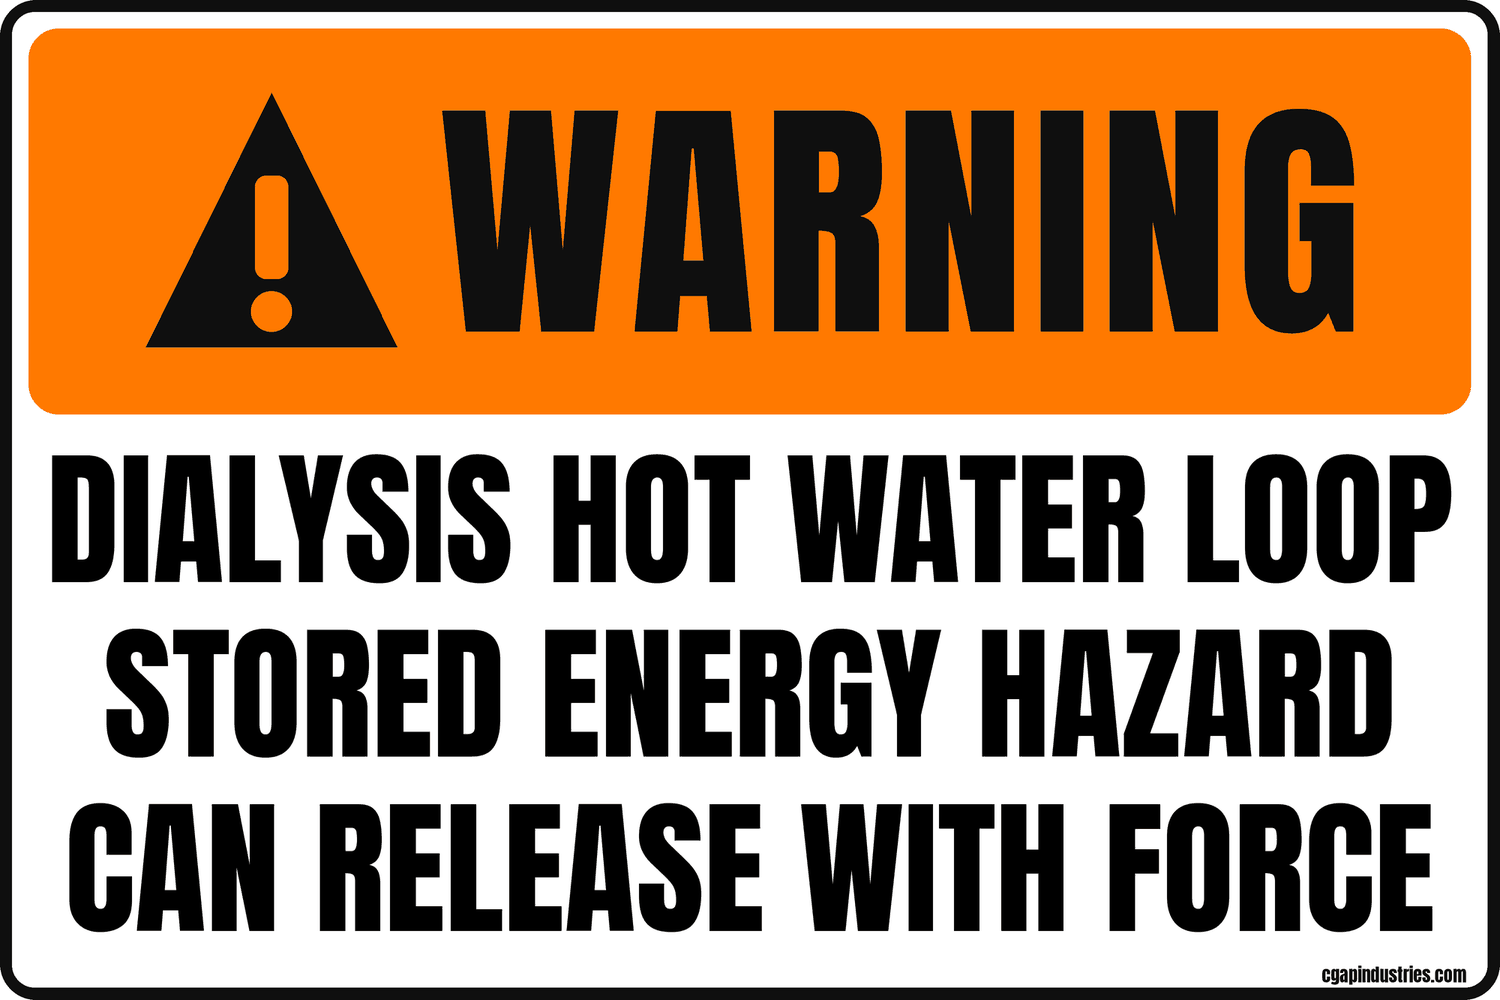 WARNING
DIALYSIS HOT WATER LOOP
STORED ENERGY HAZARD
CAN RELEASE WITH FORCE
cgapindustries.com